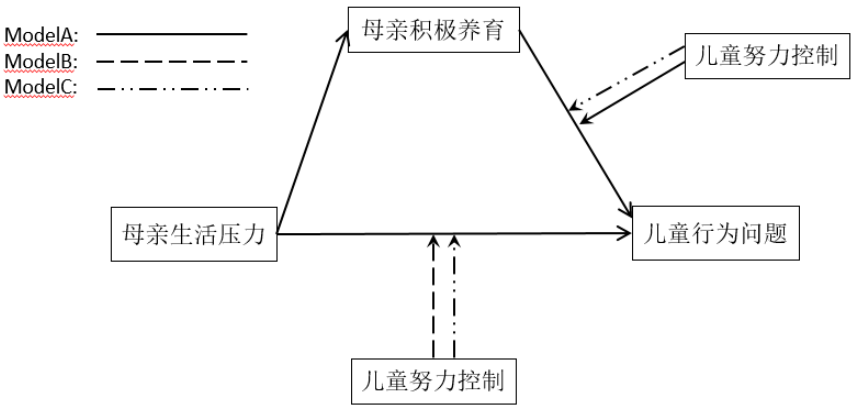 ModelA:
ModelB:
ModelC:
母亲积极养育
儿童努力控制
母亲生活压力
儿童行为问题
儿童努力控制